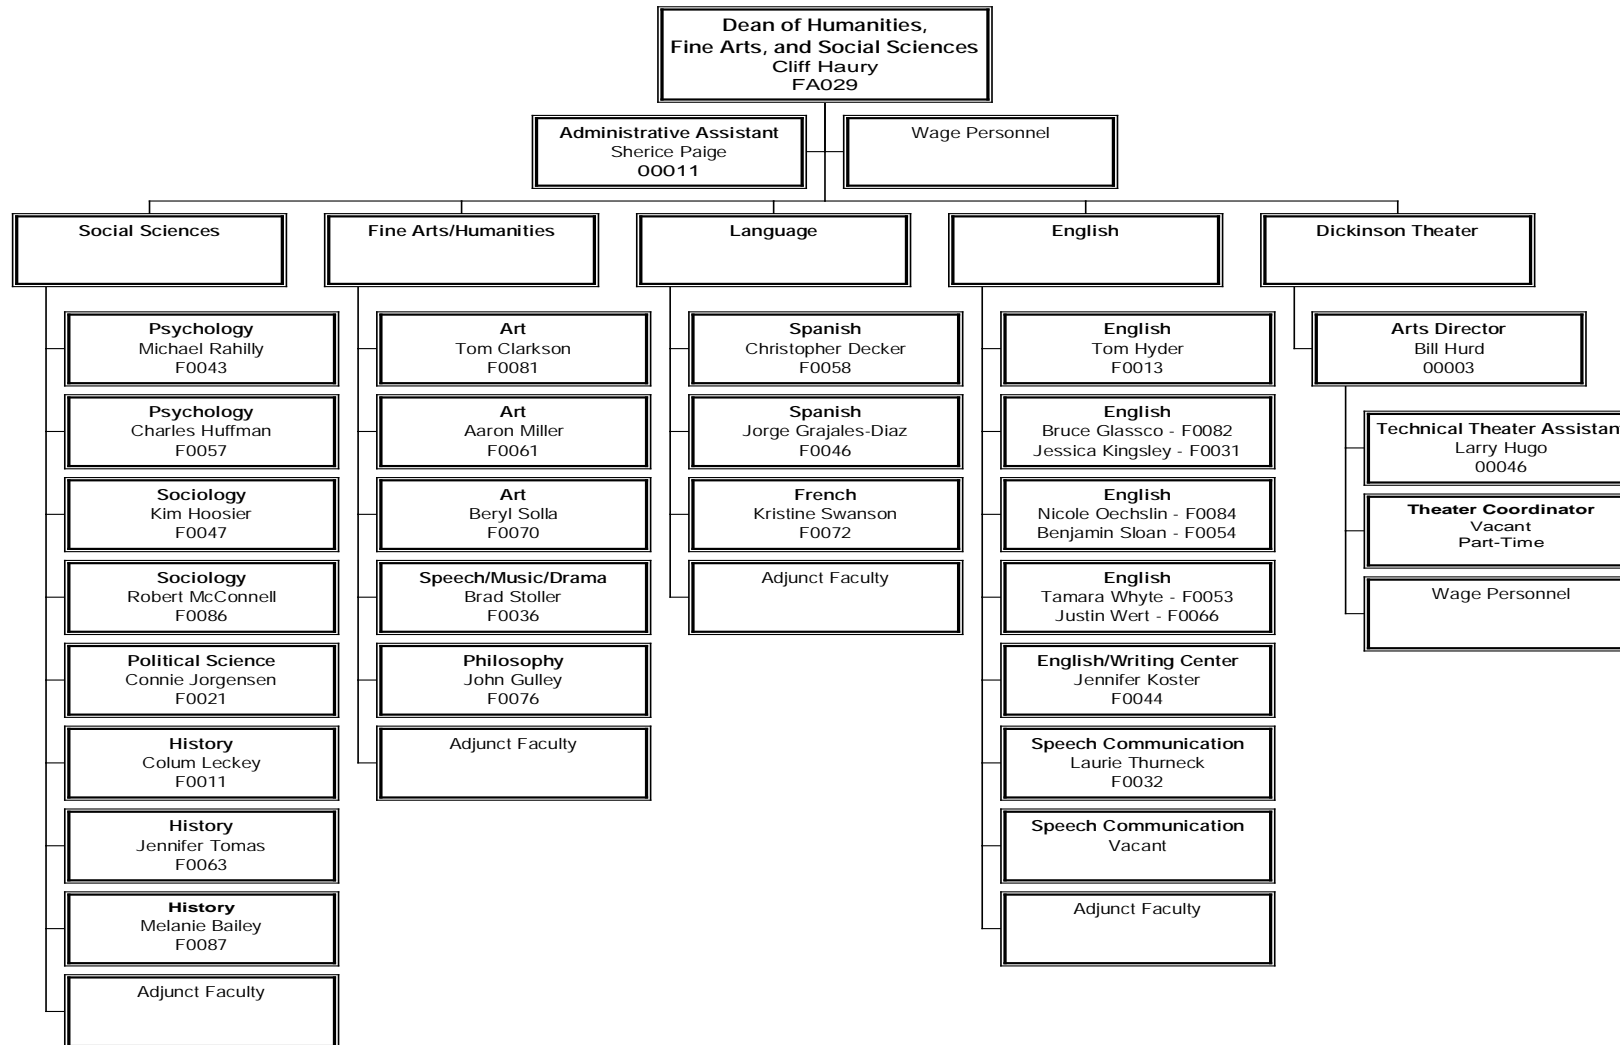 Dean of Humanities,
Fine Arts, and Social Sciences
Cliff Haury
FA029
Administrative Assistant
Sherice Paige
00011
Wage Personnel
Social Sciences
Psychology
Michael Rahilly
F0043
Psychology
Charles Huffman
F0057
Sociology
Kim Hoosier
F0047
Sociology
Robert McConnell
F0086
Political Science
Connie Jorgensen
F0021
History
Colum Leckey
F0011
History
Jennifer Tomas
F0063
History
Melanie Bailey
F0087
Adjunct Faculty
Fine Arts/Humanities
Art
Tom Clarkson
F0081
Art
Aaron Miller
F0061
Art
Beryl Solla
F0070
Speech/Music/Drama
Brad Stoller
F0036
Philosophy
John Gulley
F0076
Adjunct Faculty
Language
Spanish
Christopher Decker
F0058
Spanish
Jorge Grajales-Diaz
F0046
French
Kristine Swanson
F0072
Adjunct Faculty
English
English
Tom Hyder
F0013
English
Bruce Glassco - F0082
Jessica Kingsley - F0031
English
Nicole Oechslin - F0084
Benjamin Sloan - F0054
English
Tamara Whyte - F0053
Justin Wert - F0066
English/Writing Center
Jennifer Koster
F0044
Speech Communication
Laurie Thurneck
F0032
Speech Communication
Vacant
Adjunct Faculty
Dickinson Theater
Arts Director
Bill Hurd
00003
Technical Theater Assistant
Larry Hugo
00046
Theater Coordinator
Vacant
Part-Time
Wage Personnel